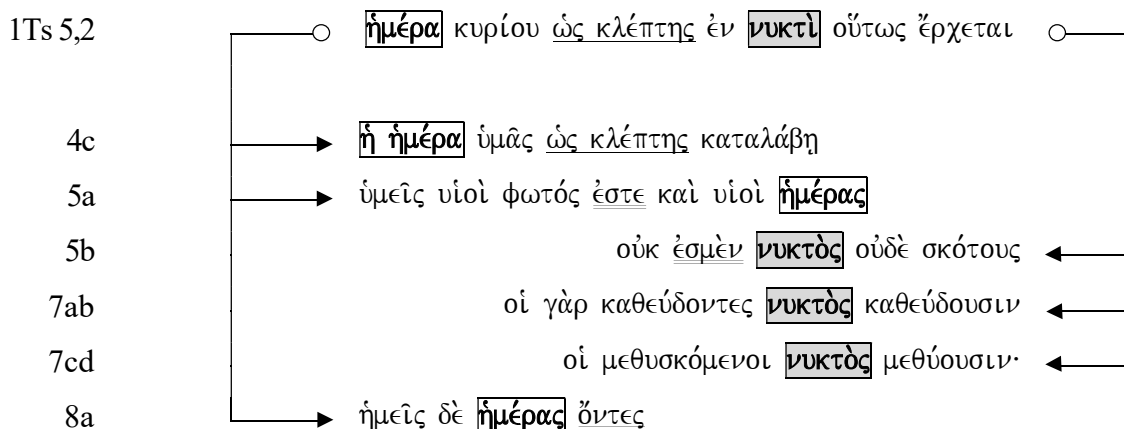 1Ts 5,2 ἡμέρα κυρίου ὡς κλέπτης ἐν νυκτὶ οὕτως ἔρχεται
4c ἡ ἡμέρα ὑμᾶς ὡς κλέπτης καταλάβῃ
5a ὑμεῖς υἱοὶ φωτός ἐστε καὶ υἱοὶ ἡμέρας
5b οὐκ ἐσμὲν νυκτὸς οὐδὲ σκότους
7ab οἱ γὰρ καθεύδοντες νυκτὸς καθεύδουσιν
7cd οἱ μεθυσκόμενοι νυκτὸς μεθύουσιν·
8a ἡμεῖς δὲ ἡμέρας ὄντες